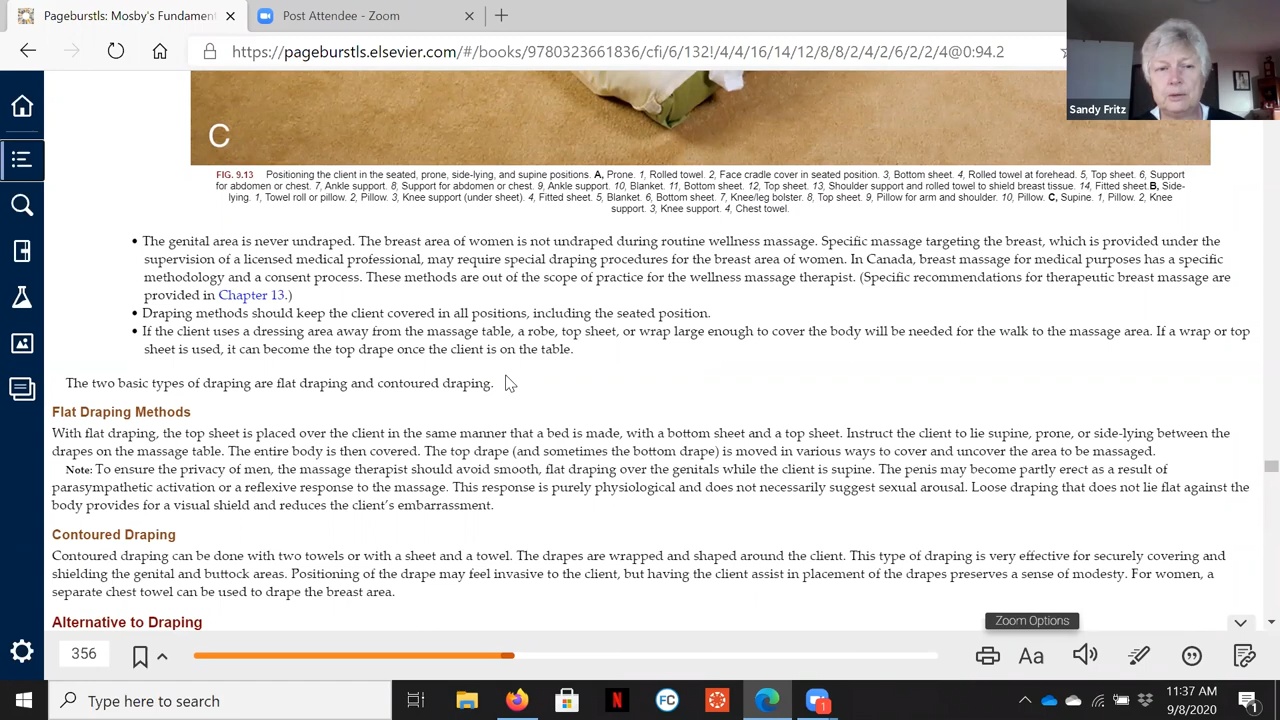 Pageburstls: Mosby's Fundamen
Post Attendee - Zoom
https://pageburstls.elsevier.com/#/books/9780323661836/cfi/6/132!/4/4/16/14/12/8/8/2/4/2/6/2/2/4@0:94.2
Sandy Fritz
C
FIG. 9.13 Positioning the client in the seated, prone, side-lying, and supine positions. A, Prone. 1, Rolled towel. 2, Face cradle cover in seated position. 3, Bottom sheet. 4, Rolled towel at forehead. 5, Top sheet. 6, Support
for abdomen or chest. 7, Ankle support. 8, Support for abdomen or chest. 9, Ankle support. 10, Blanket. 11, Bottom sheet. 12, Top sheet. 13, Shoulder support and rolled towel to shield breast tissue. 14, Fitted sheet.B, Side-
lying. 1, Towel roll or pillow. 2, Pillow. 3, Knee support (under sheet). 4, Fitted sheet. 5, Blanket. 6, Bottom sheet. 7, Knee/leg bolster. 8, Top sheet. 9, Pillow for arm and shoulder. 10, Pillow. C, Supine. 1, Pillow. 2, Knee
support. 3, Knee support. 4, Chest towel.
• The genital area is never undraped. The breast area of women is not undraped during routine wellness massage. Specific massage targeting the breast, which is provided under the
supervision of a licensed medical professional, may require special draping procedures for the breast area of women. In Canada, breast massage for medical purposes has a specific
methodology and a consent process. These methods are out of the scope of practice for the wellness massage therapist. (Specific recommendations for therapeutic breast massage are
provided in Chapter 13.)
• Draping methods should keep the client covered in all positions, including the seated position.
• If the client uses a dressing area away from the massage table, a robe, top sheet, or wrap large enough to cover the body will be needed for the walk to the massage area. If a wrap or top
sheet is used, it can become the top drape once the client is on the table.
The two basic types of draping are flat draping and contoured draping.
Flat Draping Methods
With flat draping, the top sheet is placed over the client in the same manner that a bed is made, with a bottom sheet and a top sheet. Instruct the client to lie supine, prone, or side-lying between the
drapes on the massage table. The entire body is then covered. The top drape (and sometimes the bottom drape) is moved in various ways to cover and uncover the area to be massaged.
Note: To ensure the privacy of men, the massage therapist should avoid smooth, flat draping over the genitals while the client is supine. The penis may become partly erect as a result of
parasympathetic activation or a reflexive response to the massage. This response is purely physiological and does not necessarily suggest sexual arousal. Loose draping that does not lie flat against the
body provides for a visual shield and reduces the client's embarrassment.
Contoured Draping
Contoured draping can be done with two towels or with a sheet and a towel. The drapes are wrapped and shaped around the client. This type of draping is very effective for securely covering and
shielding the genital and buttock areas. Positioning of the drape may feel invasive to the client, but having the client assist in placement of the drapes preserves a sense of modesty. For women, a
separate chest towel can be used to drape the breast area.
Alternative to Draping
Zoom Options
356
Aa
Type here to search
N
FC
1
11:37 AM
9/8/2020
1